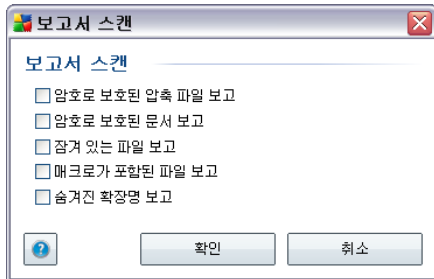 보고서 스캔
보고서 스캔
암호로 보호된 압축 파일 보고
암호로 보호된 문서 보고
잠겨 있는 파일 보고
매크로가 포함된 파일 보고
숨겨진 확장명 보고
확인 취소